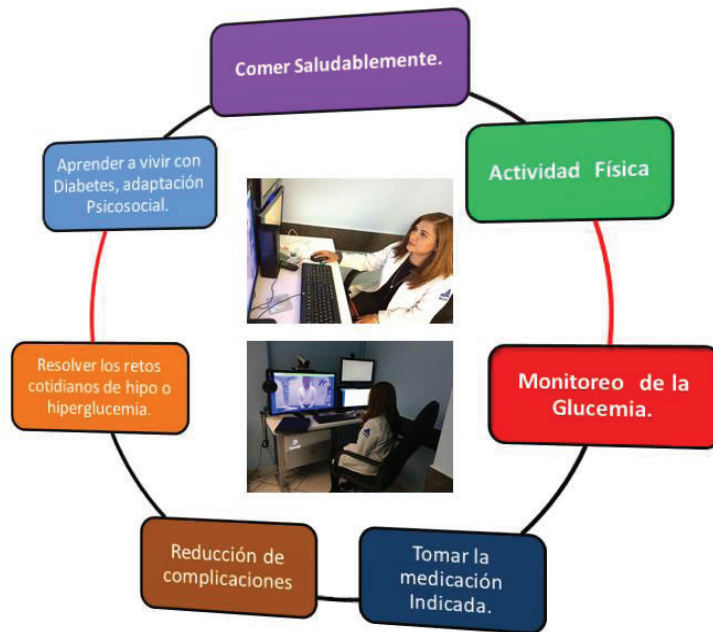 Comer Saludablemente.
Actividad Física
Monitoreo de la
Glucemia.
Tomar la
medicación
Indicada.
Reducción de
complicaciones
Resolver los retos
cotidianos de hipo o
hiperglucemia.
Aprender a vivir con
Diabetes, adaptación
Psicosocial.